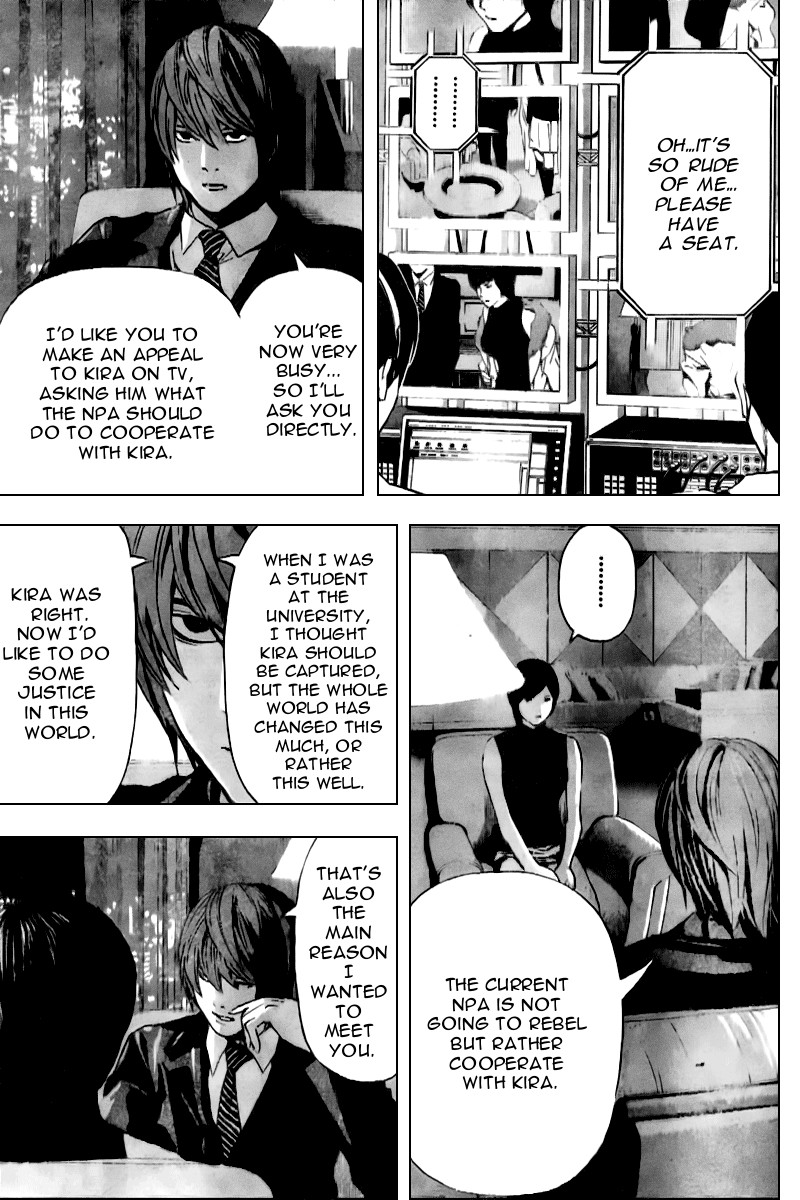 OH...IT'S
SO RUDE
OF ME...
PLEASE
HAVE
A SEAT.
.........
YOU'RE
NOW VERY
BUSY...
SO I'LL
ASK YOU
DIRECTLY.
I'D LIKE YOU TO
MAKE AN APPEAL
TO KIRA ON TV,
ASKING HIM WHAT
THE NPA SHOULD
DO TO COOPERATE
WITH KIRA.
.........
THE CURRENT
NPA IS NOT
GOING TO REBEL
BUT RATHER
COOPERATE
WITH KIRA.
WHEN I WAS
A STUDENT
AT THE
UNIVERSITY,
I THOUGHT
KIRA SHOULD
BE CAPTURED,
BUT THE WHOLE
WORLD HAS
CHANGED THIS
MUCH, OR
RATHER
THIS WELL.
KIRA WAS
RIGHT.
NOW I'D
LIKE TO DO
SOME
JUSTICE
IN THIS
WORLD.
THAT'S
ALSO
THE
MAIN
REASON
I
WANTED
TO
MEET
YOU.